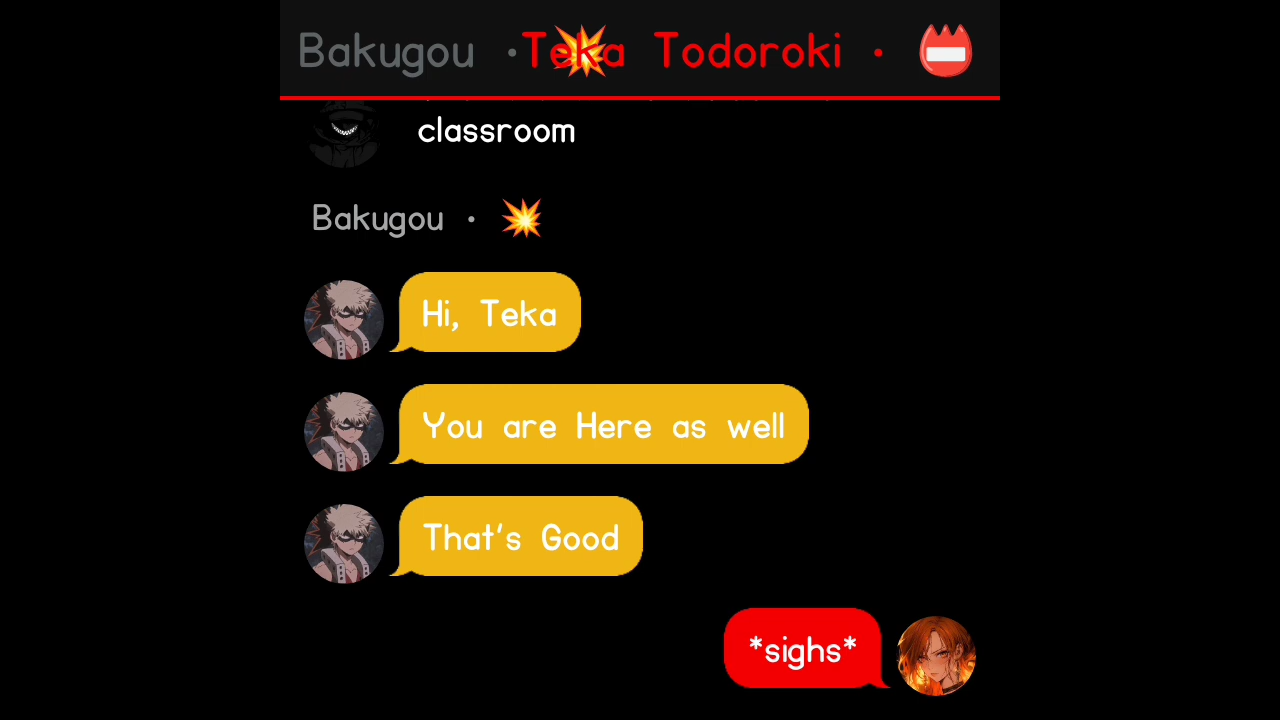 Bakugou · 💥 Teka Todoroki · 📛
classroom
Bakugou · 💥
Hi, Teka
You are Here as well
That's Good
*sighs*